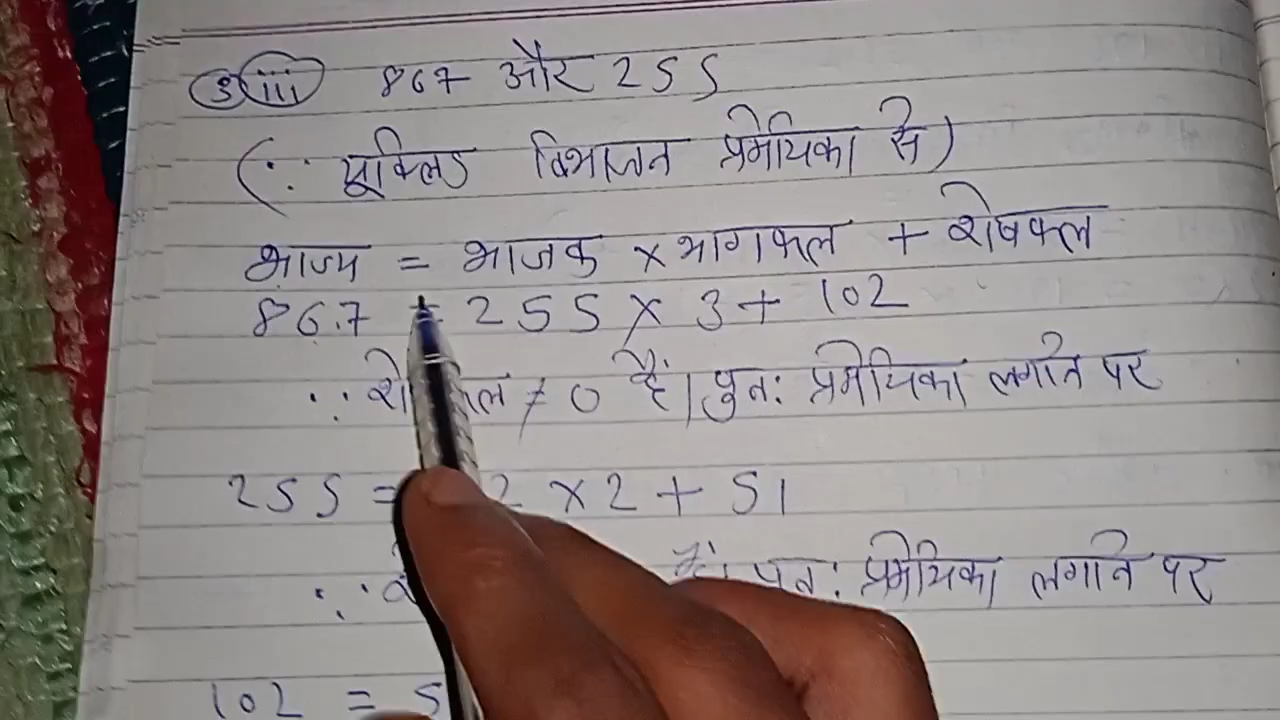 3 iii 867 और 255
(∵ यूक्लिड विभाजन प्रमेयिका से)
भाज्य = भाजक × भागफल + शेषफल
867 = 255 × 3 + 102
∵ ≠ 0 है। पुनः प्रमेयिका लगाने पर
255 = × 2 + 51
∵ पुनः प्रमेयिका लगाने पर
102 = 5